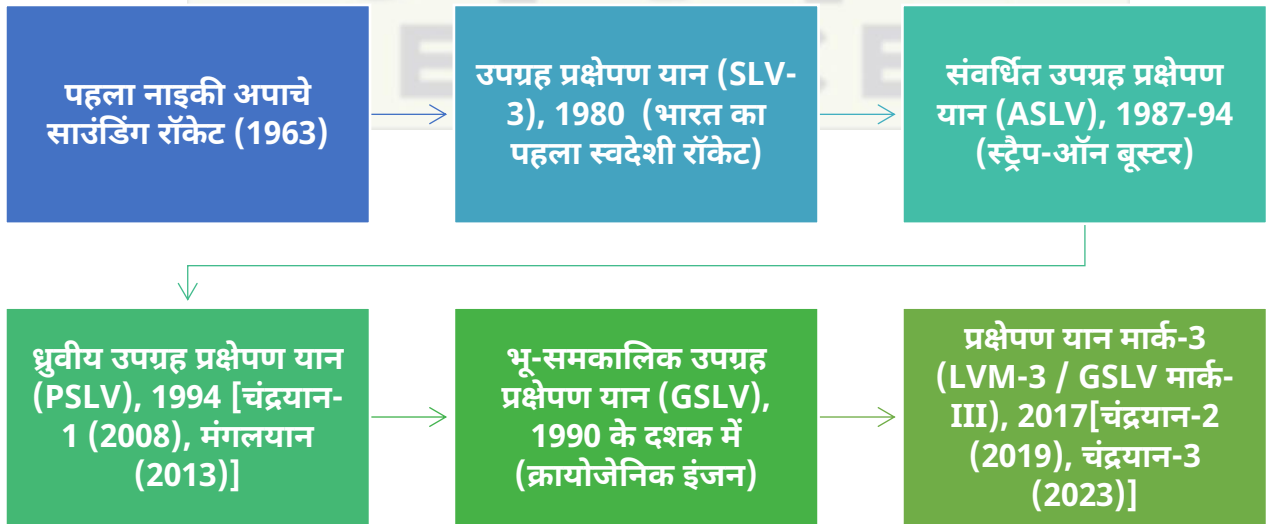 पहला नाइकी अपाचे
साउंडिंग रॉकेट (1963)
उपग्रह प्रक्षेपण यान (SLV-
3), 1980 (भारत का
पहला स्वदेशी रॉकेट)
संवर्धित उपग्रह प्रक्षेपण
यान (ASLV), 1987-94
(स्ट्रैप-ऑन बूस्टर)
ध्रुवीय उपग्रह प्रक्षेपण यान
(PSLV), 1994 [चंद्रयान-
1 (2008), मंगलयान
(2013)]
भू-समकालिक उपग्रह
प्रक्षेपण यान (GSLV),
1990 के दशक में
(क्रायोजेनिक इंजन)
प्रक्षेपण यान मार्क-3
(LVM-3 / GSLV मार्क-
III), 2017[चंद्रयान-2
(2019), चंद्रयान-3
(2023)]